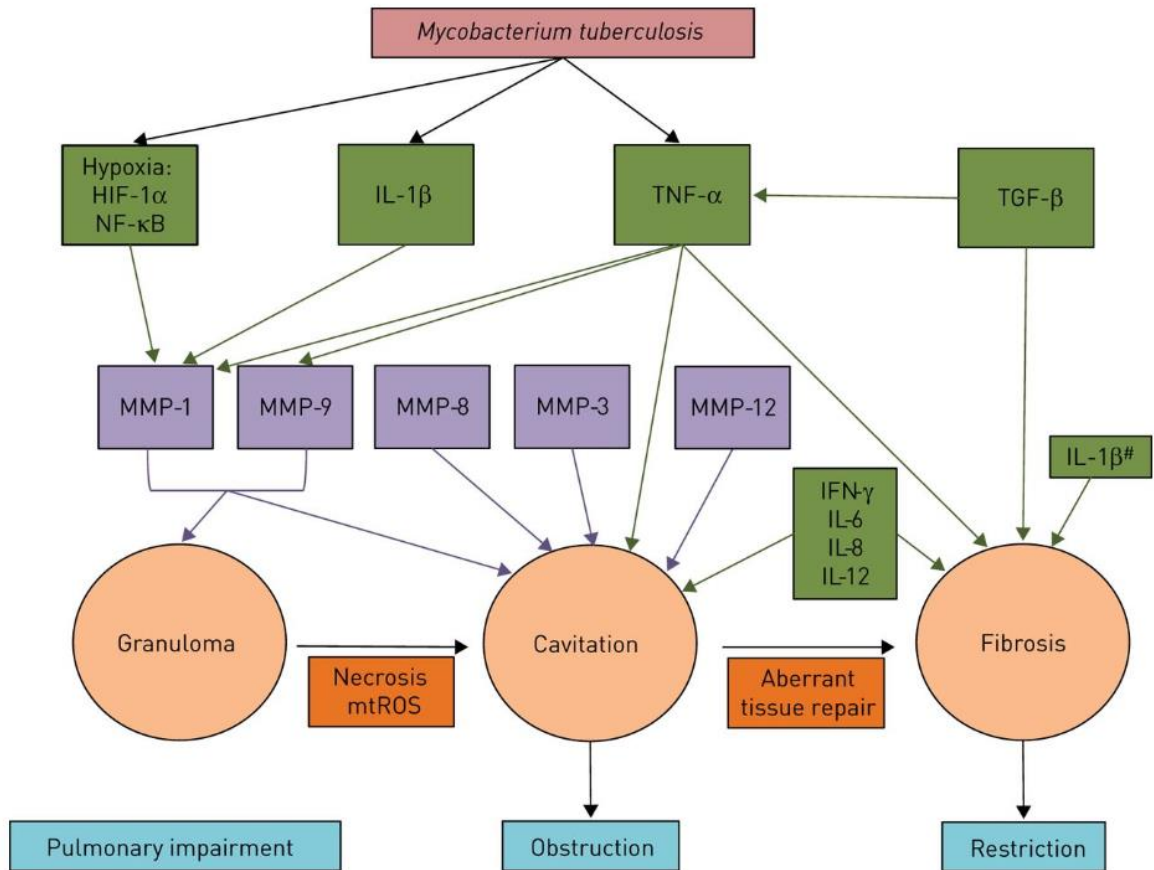 Mycobacterium tuberculosis
Hypoxia:
HIF-1α
NF-κB
IL-1β
TNF-α
TGF-β
MMP-1
MMP-9
MMP-8
MMP-3
MMP-12
IL-1β#
IFN-γ
IL-6
IL-8
IL-12
Granuloma
Necrosis
mtROS
Cavitation
Aberrant
tissue repair
Fibrosis
Pulmonary impairment
Obstruction
Restriction